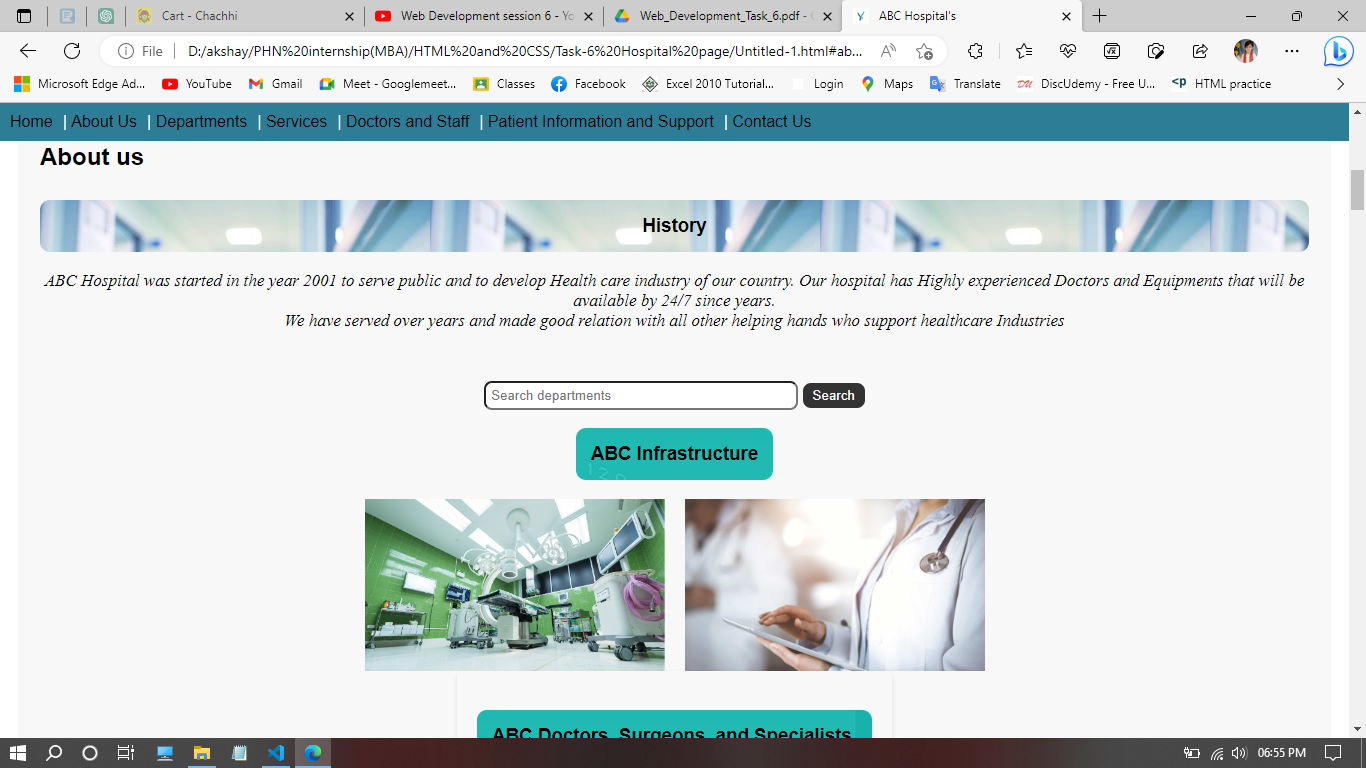 Cart - Chachhi
Web Development session 6 - Yo
Web_Development_Task_6.pdf - G
ABC Hospital's
File
D:/akshay/PHN%20internship(MBA)/HTML%20and%20CSS/Task-6%20Hospital%20page/Untitled-1.html#ab...
Microsoft Edge Ad...
YouTube
Gmail
Meet - Googlemeet...
Classes
Facebook
Excel 2010 Tutorial...
Login
Maps
Translate
DiscUdemy - Free U...
HTML practice
Home | About Us | Departments | Services | Doctors and Staff | Patient Information and Support | Contact Us
About us
History
ABC Hospital was started in the year 2001 to serve public and to develop Health care industry of our country. Our hospital has Highly experienced Doctors and Equipments that will be
available by 24/7 since years.
We have served over years and made good relation with all other helping hands who support healthcare Industries
Search departments
Search
ABC Infrastructure
ABC Doctors, Surgeons, and Specialists
06:55 PM